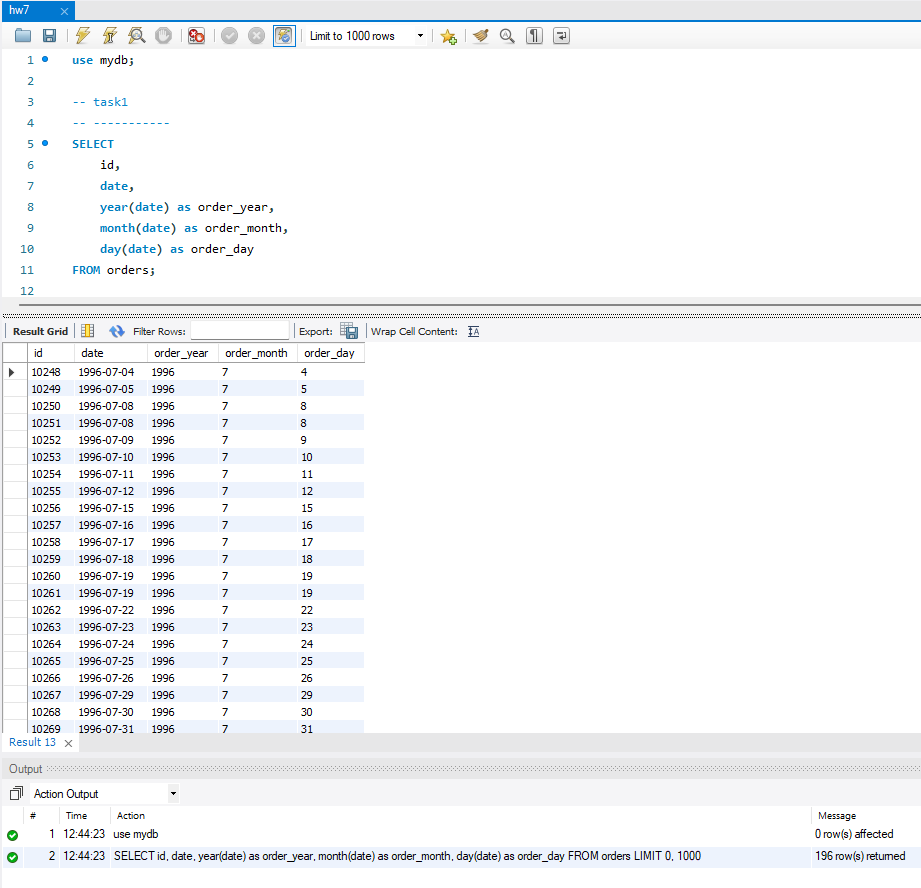 hw7
Limit to 1000 rows
1 use mydb;
2
3 -- task1
4 -- -----------
5 SELECT
6 id,
7 date,
8 year(date) as order_year,
9 month(date) as order_month,
10 day(date) as order_day
11 FROM orders;
12
Result Grid Filter Rows: Export: Wrap Cell Content:
id date order_year order_month order_day
10248 1996-07-04 1996 7 4
10249 1996-07-05 1996 7 5
10250 1996-07-08 1996 7 8
10251 1996-07-08 1996 7 8
10252 1996-07-09 1996 7 9
10253 1996-07-10 1996 7 10
10254 1996-07-11 1996 7 11
10255 1996-07-12 1996 7 12
10256 1996-07-15 1996 7 15
10257 1996-07-16 1996 7 16
10258 1996-07-17 1996 7 17
10259 1996-07-18 1996 7 18
10260 1996-07-19 1996 7 19
10261 1996-07-19 1996 7 19
10262 1996-07-22 1996 7 22
10263 1996-07-23 1996 7 23
10264 1996-07-24 1996 7 24
10265 1996-07-25 1996 7 25
10266 1996-07-26 1996 7 26
10267 1996-07-29 1996 7 29
10268 1996-07-30 1996 7 30
10269 1996-07-31 1996 7 31
Result 13
Output
Action Output
# Time Action Message
1 12:44:23 use mydb 0 row(s) affected
2 12:44:23 SELECT id, date, year(date) as order_year, month(date) as order_month, day(date) as order_day FROM orders LIMIT 0, 1000 196 row(s) returned